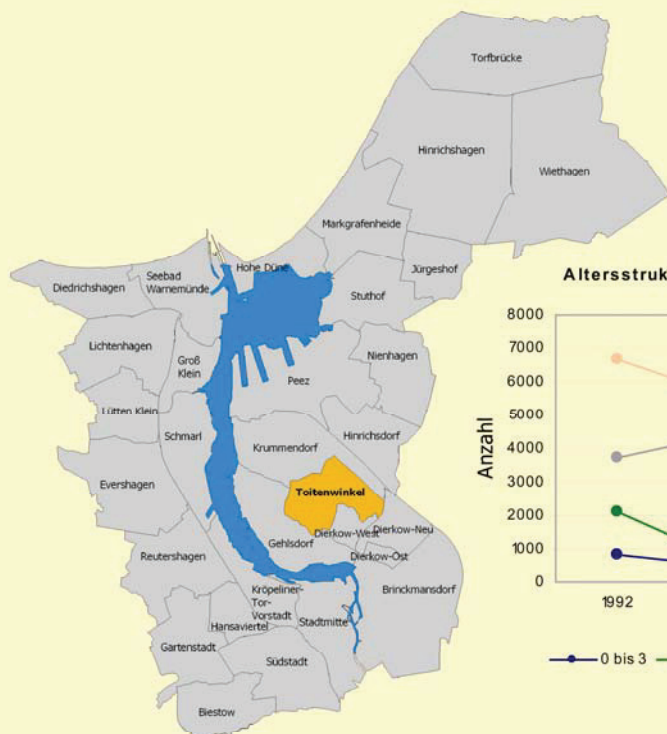 Torfbrücke
Hinrichshagen
Wiethagen
Markgrafenheide
Hohe Düne
Jürgeshof
Seebad
Warnemünde
Diedrichshagen
Stuthof
Lichtenhagen
Groß
Klein
Nienhagen
Peez
Lütten Klein
Schmarl
Hinrichsdorf
Krummendorf
Evershagen
Toitenwinkel
Dierkow-West
Dierkow-Neu
Gehlsdorf
Dierkow-Ost
Reutershagen
Brinckmansdorf
Kröpeliner-
Tor-
Vorstadt
Stadtmitte
Hansaviertel
Gartenstadt
Südstadt
Biestow
Altersstruk
Anzahl
8000
7000
6000
5000
4000
3000
2000
1000
0
1992
0 bis 3